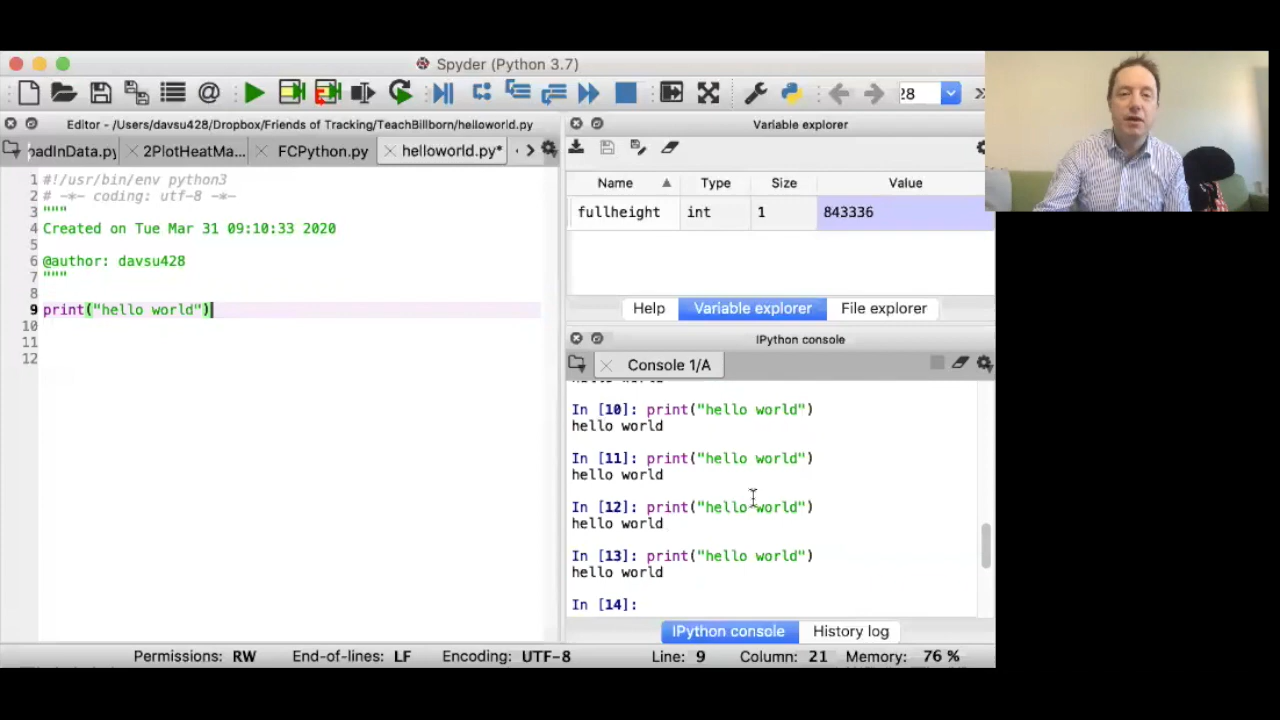 Spyder (Python 3.7)
28
Editor - /Users/davsu428/Dropbox/Friends of Tracking/TeachBillborn/helloworld.py
oadInData.py
2PlotHeatMa...
FCPython.py
helloworld.py*
1 #!/usr/bin/env python3
2 # -*- coding: utf-8 -*-
3 """
4 Created on Tue Mar 31 09:10:33 2020
5
6 @author: davsu428
7 """
8
9 print("hello world")
10
11
12
Variable explorer
Name Type Size Value
fullheight int 1 843336
Help Variable explorer File explorer
IPython console
Console 1/A
hello world
In [10]: print("hello world")
hello world
In [11]: print("hello world")
hello world
In [12]: print("hello world")
hello world
In [13]: print("hello world")
hello world
In [14]:
IPython console History log
Permissions: RW End-of-lines: LF Encoding: UTF-8 Line: 9 Column: 21 Memory: 76 %